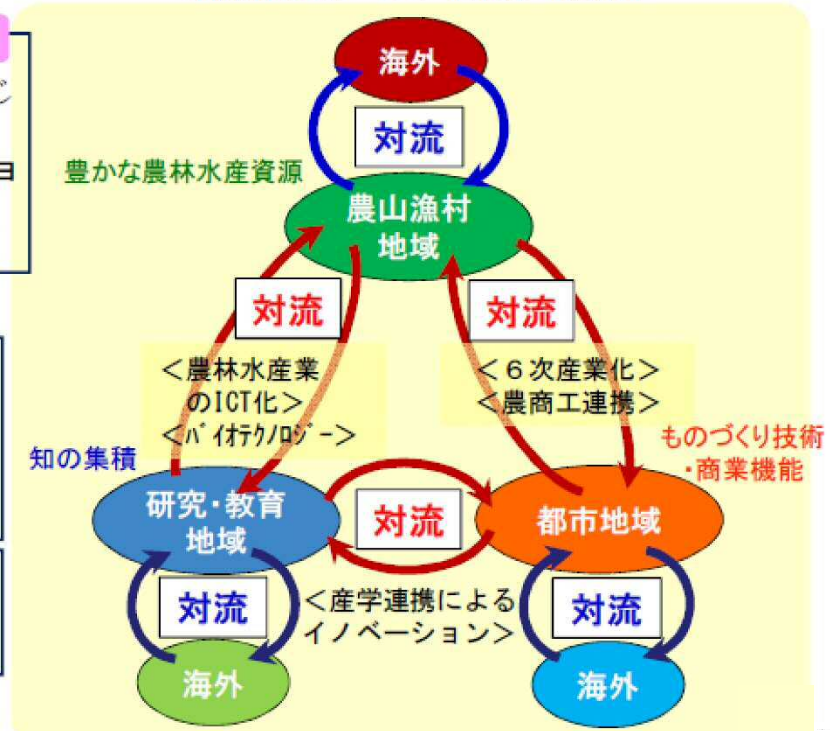 じ
ョ
海外
対流
豊かな農林水産資源
農山漁村
地域
対流
対流
＜農林水産業
のICT化＞
＜ﾊﾞｲｵﾃｸﾉﾛｼﾞｰ＞
＜６次産業化＞
＜農商工連携＞
知の集積
ものづくり技術
・商業機能
研究・教育
地域
対流
都市地域
対流
＜産学連携による
イノベーション＞
対流
海外
海外